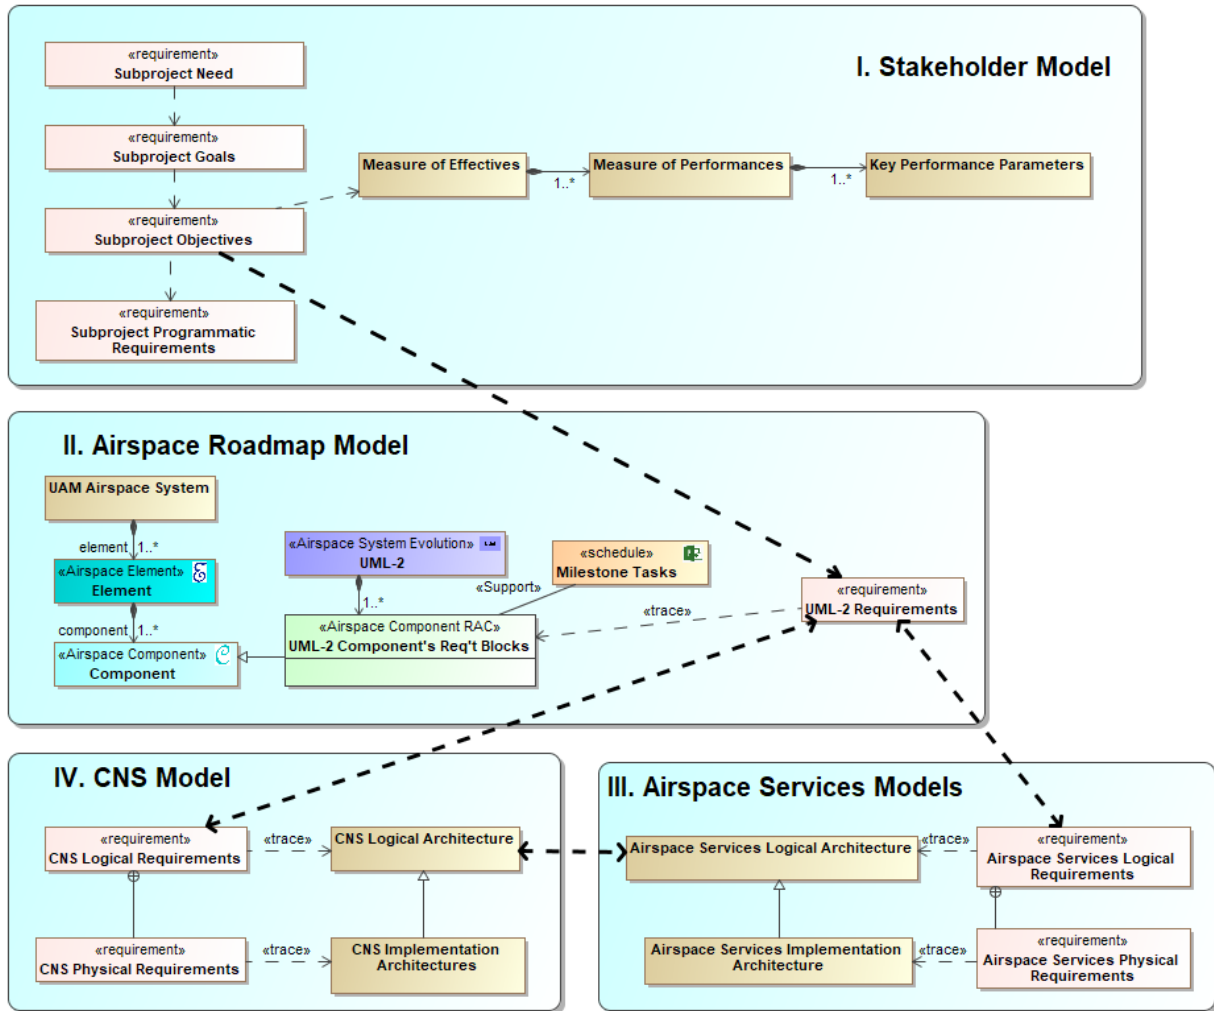 I. Stakeholder Model
«requirement»
Subproject Need
«requirement»
Subproject Goals
«requirement»
Subproject Objectives
«requirement»
Subproject Programmatic
Requirements
Measure of Effectives
1..*
Measure of Performances
1..*
Key Performance Parameters
II. Airspace Roadmap Model
UAM Airspace System
element
1..*
«Airspace Element»
Element
component
1..*
«Airspace Component»
Component
«Airspace System Evolution»
UML-2
1..*
«Airspace Component RAC»
UML-2 Component's Req't Blocks
«Support»
«schedule»
Milestone Tasks
«trace»
«requirement»
UML-2 Requirements
IV. CNS Model
«requirement»
CNS Logical Requirements
«trace»
CNS Logical Architecture
«requirement»
CNS Physical Requirements
«trace»
CNS Implementation
Architectures
III. Airspace Services Models
Airspace Services Logical Architecture
«trace»
«requirement»
Airspace Services Logical
Requirements
Airspace Services Implementation
Architecture
«trace»
«requirement»
Airspace Services Physical
Requirements